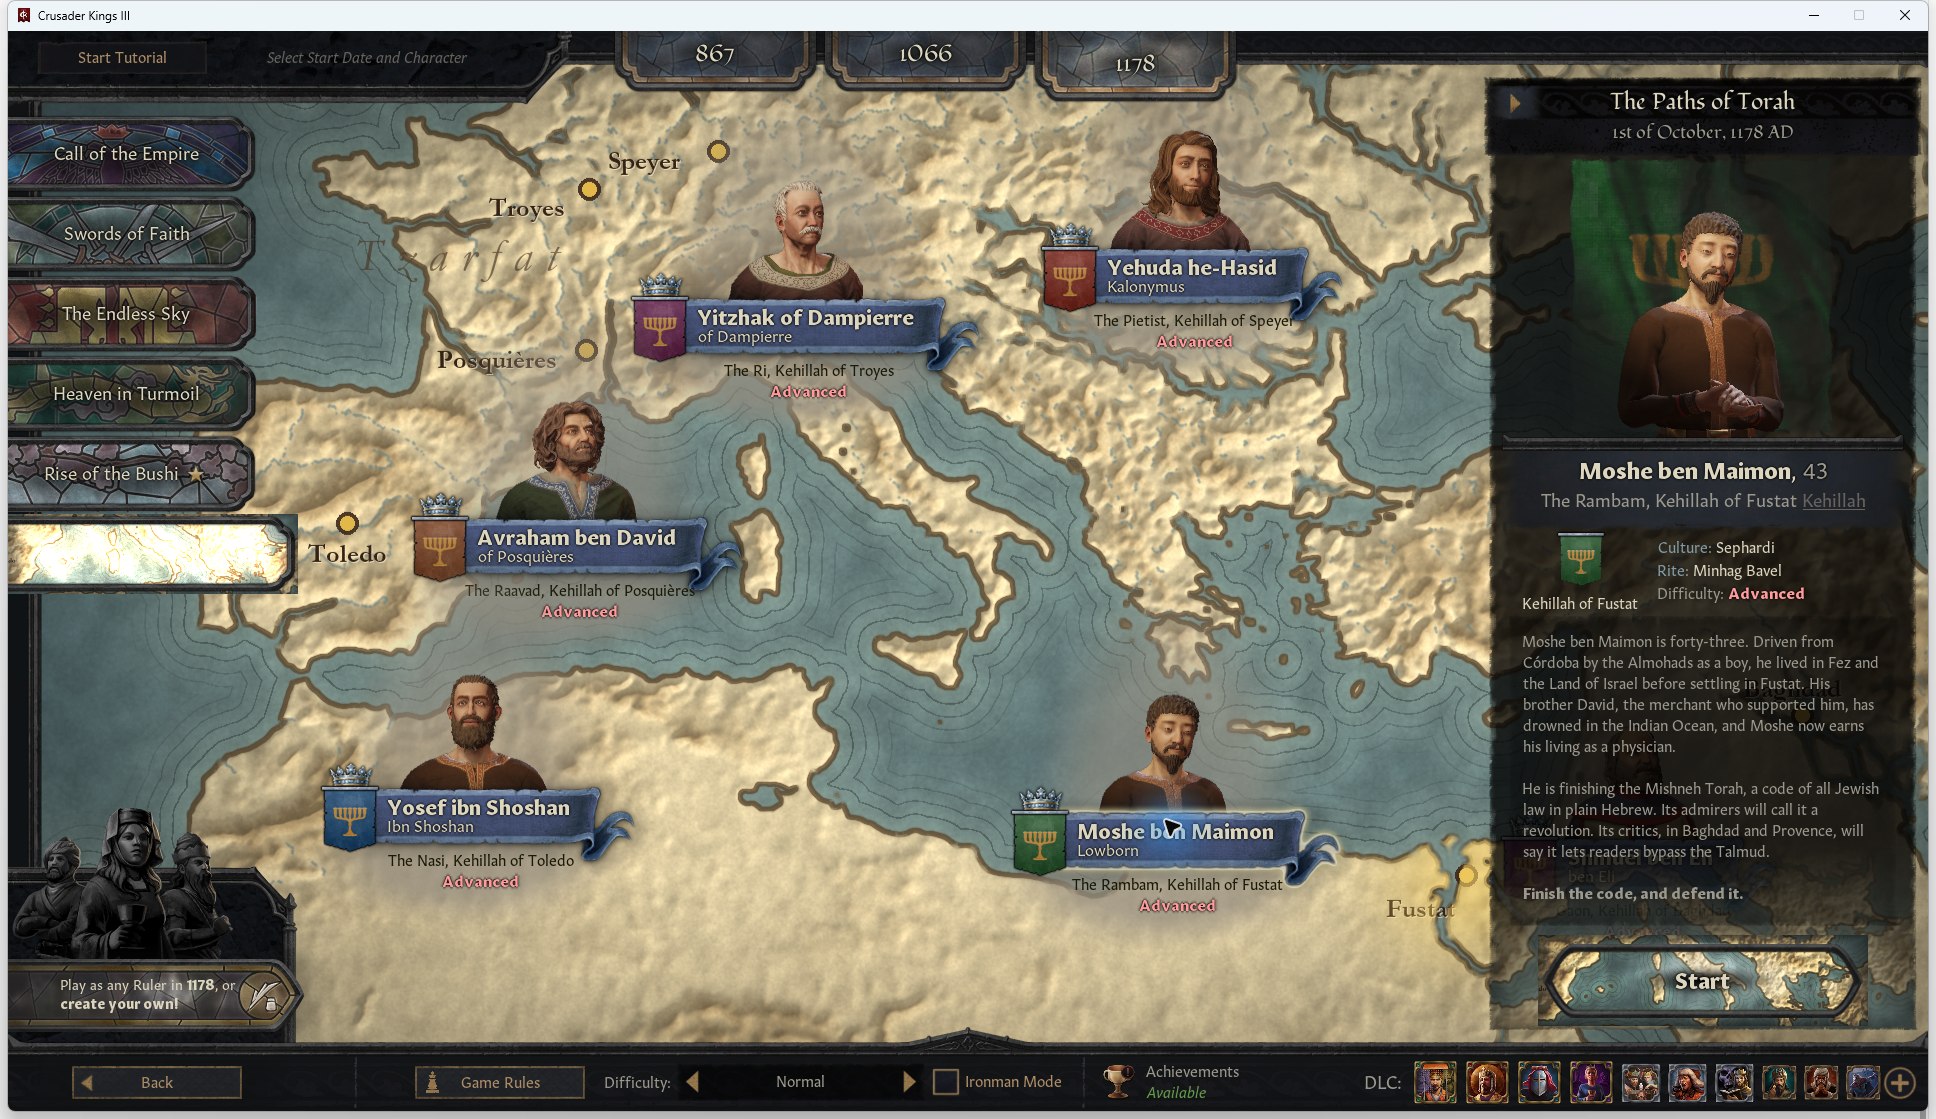 Crusader Kings III
Start Tutorial
Select Start Date and Character
867
1066
1178
Call of the Empire
Swords of Faith
The Endless Sky
Heaven in Turmoil
Rise of the Bushi
Speyer
Troyes
Tzarfat
Posquières
Toledo
Fustat
Yehuda he-Hasid
Kalonymus
The Pietist, Kehillah of Speyer
Advanced
Yitzhak of Dampierre
of Dampierre
The Ri, Kehillah of Troyes
Advanced
Avraham ben David
of Posquières
The Raavad, Kehillah of Posquières
Advanced
Yosef ibn Shoshan
Ibn Shoshan
The Nasi, Kehillah of Toledo
Advanced
Moshe ben Maimon
Lowborn
The Rambam, Kehillah of Fustat
Advanced
The Paths of Torah
1st of October, 1178 AD
Moshe ben Maimon, 43
The Rambam, Kehillah of Fustat Kehillah
Kehillah of Fustat
Culture: Sephardi
Rite: Minhag Bavel
Difficulty: Advanced
Moshe ben Maimon is forty-three. Driven from
Córdoba by the Almohads as a boy, he lived in Fez and
the Land of Israel before settling in Fustat. His
brother David, the merchant who supported him, has
drowned in the Indian Ocean, and Moshe now earns
his living as a physician.
He is finishing the Mishneh Torah, a code of all Jewish
law in plain Hebrew. Its admirers will call it a
revolution. Its critics, in Baghdad and Provence, will
say it lets readers bypass the Talmud.
Finish the code, and defend it.
Start
Play as any Ruler in 1178, or
create your own!
Back
Game Rules
Difficulty:
Normal
Ironman Mode
Achievements
Available
DLC: